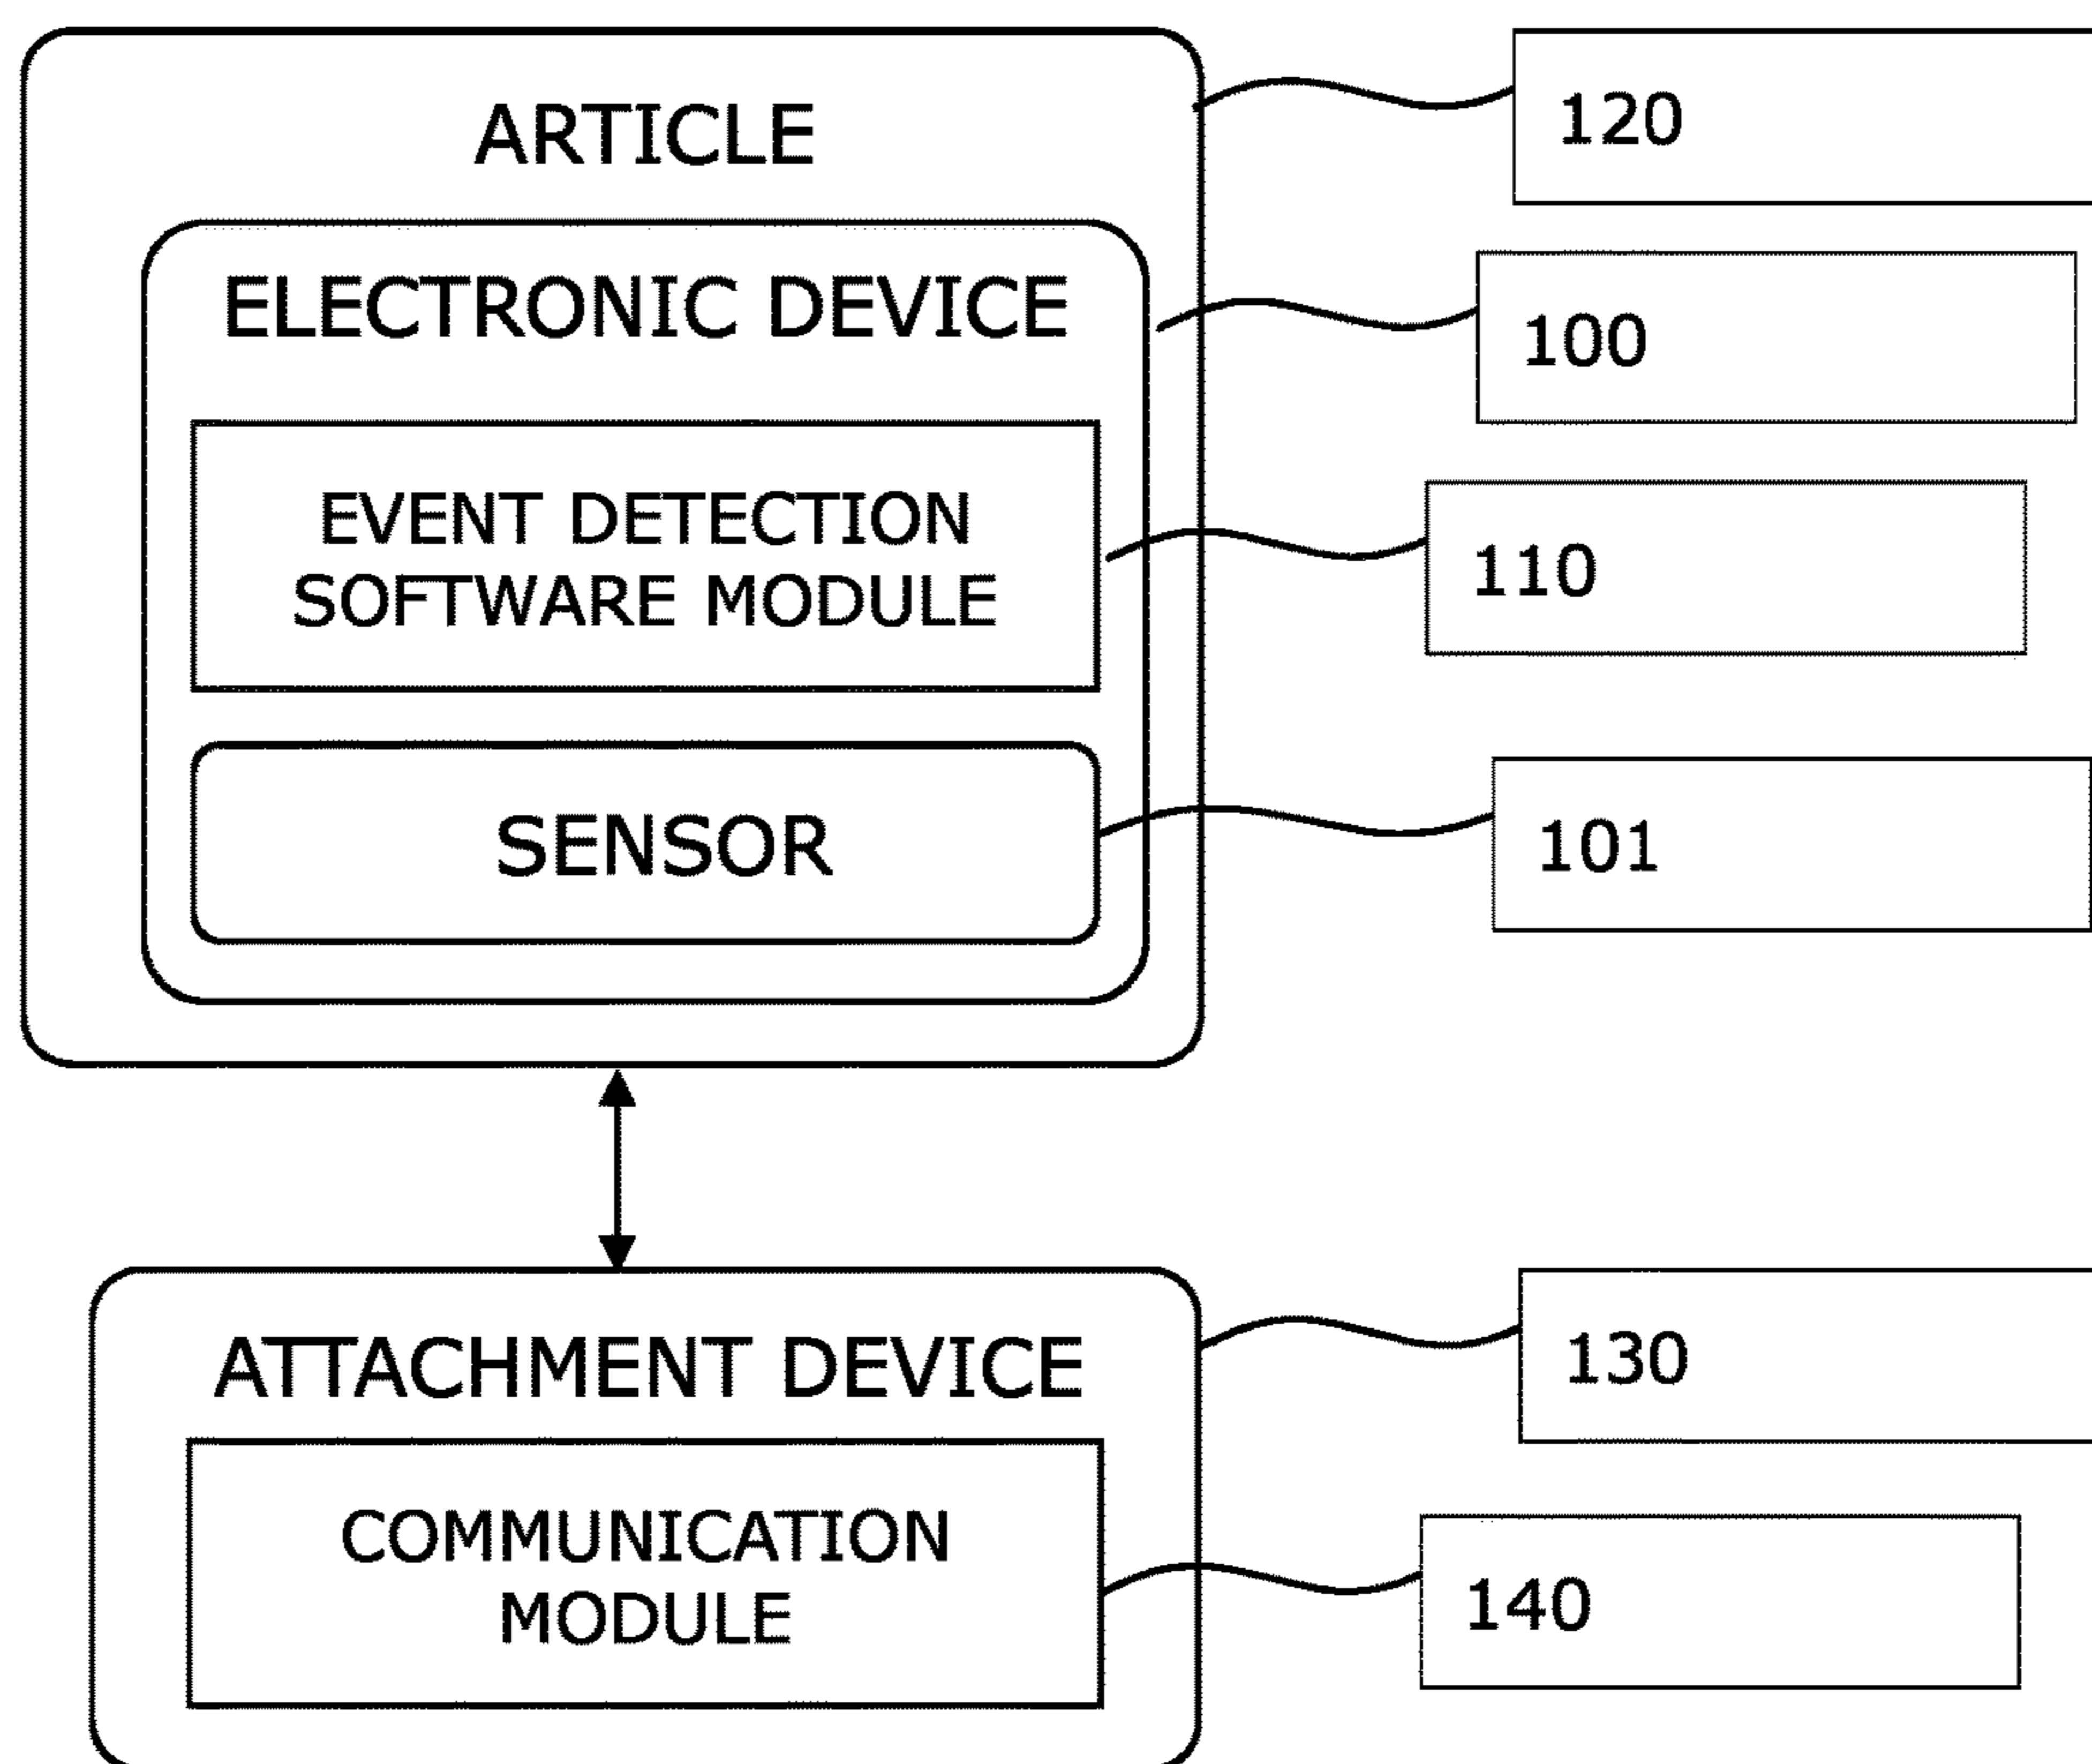 ARTICLE
120
ELECTRONIC DEVICE
100
EVENT DETECTION
SOFTWARE MODULE
110
SENSOR
101
ATTACHMENT DEVICE
130
COMMUNICATION
MODULE
140